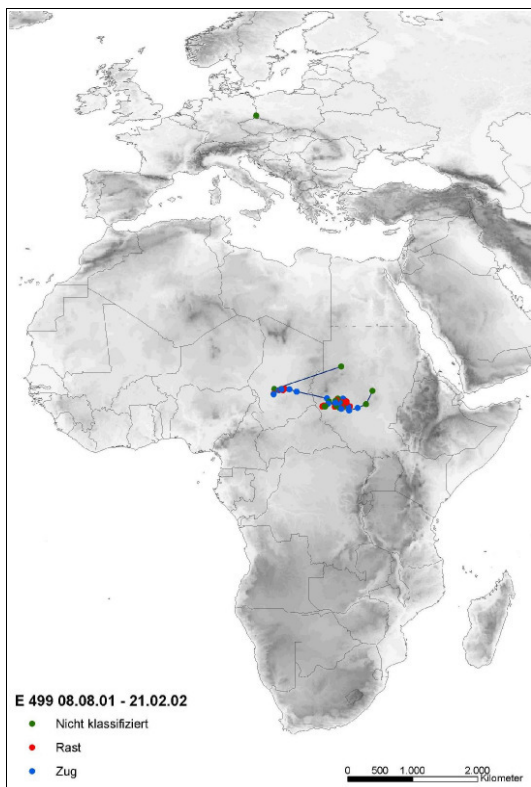 E 499 08.08.01 - 21.02.02
Nicht klassifiziert
Rast
Zug
0 500 1.000 2.000
Kilometer